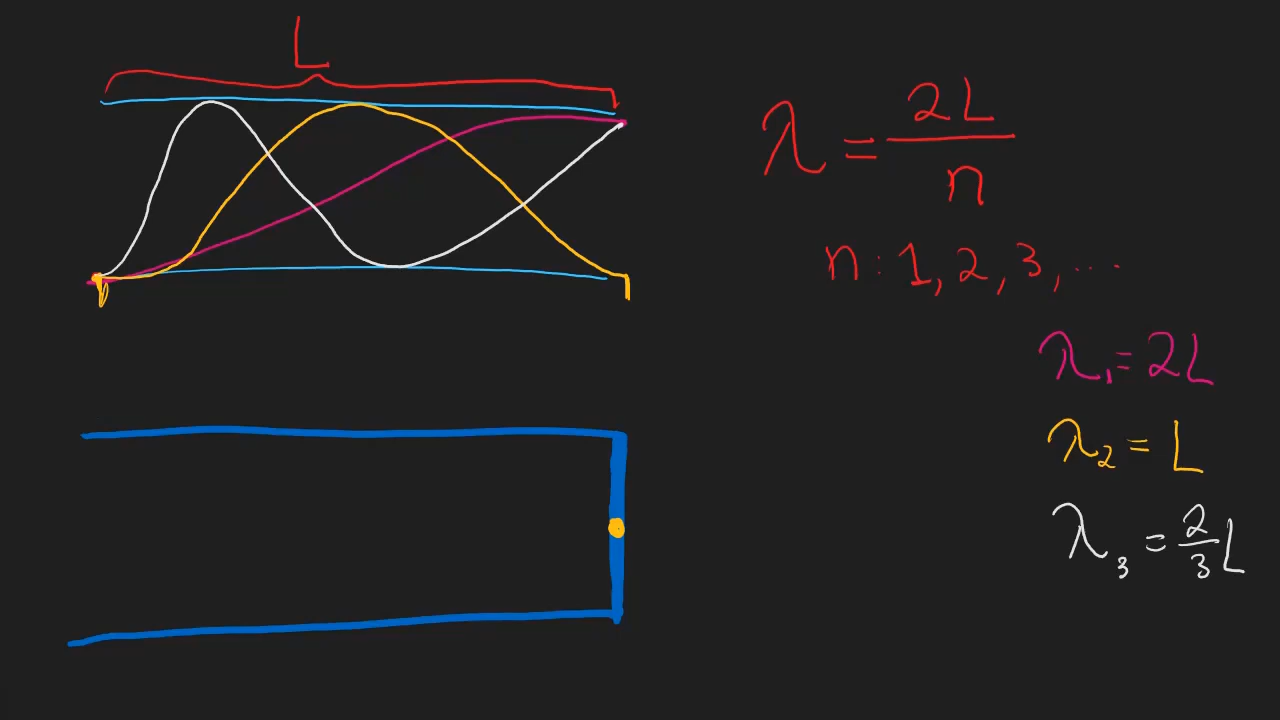 L
λ = 2L/n
n : 1, 2, 3, ...
λ₁ = 2L
λ₂ = L
λ₃ = 2/3 L